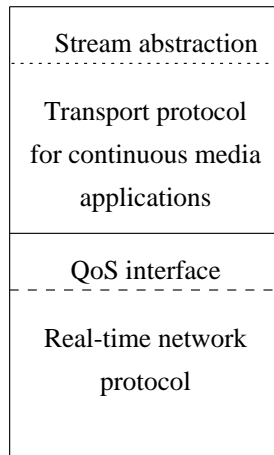 Stream abstraction
Transport protocol
for continuous media
applications
QoS interface
Real-time network
protocol